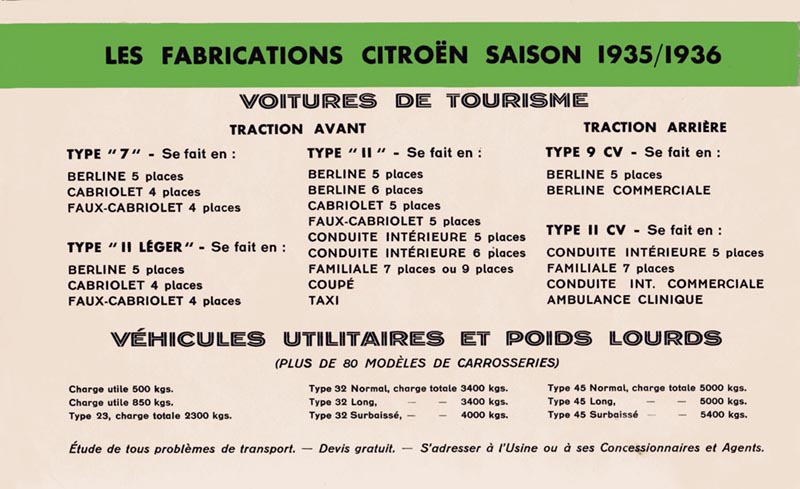 LES FABRICATIONS CITROËN SAISON 1935/1936
VOITURES DE TOURISME
TRACTION AVANT
TYPE "7" - Se fait en :
BERLINE 5 places
CABRIOLET 4 places
FAUX-CABRIOLET 4 places
TYPE "II LÉGER" - Se fait en :
BERLINE 5 places
CABRIOLET 4 places
FAUX-CABRIOLET 4 places
TYPE "II" - Se fait en :
BERLINE 5 places
BERLINE 6 places
CABRIOLET 5 places
FAUX-CABRIOLET 5 places
CONDUITE INTÉRIEURE 5 places
CONDUITE INTÉRIEURE 6 places
FAMILIALE 7 places ou 9 places
COUPÉ
TAXI
TRACTION ARRIÈRE
TYPE 9 CV - Se fait en :
BERLINE 5 places
BERLINE COMMERCIALE
TYPE II CV - Se fait en :
CONDUITE INTÉRIEURE 5 places
FAMILIALE 7 places
CONDUITE INT. COMMERCIALE
AMBULANCE CLINIQUE
VÉHICULES UTILITAIRES ET POIDS LOURDS
(PLUS DE 80 MODÈLES DE CARROSSERIES)
Charge utile 500 kgs.
Charge utile 850 kgs.
Type 23, charge totale 2300 kgs.
Type 32 Normal, charge totale 3400 kgs.
Type 32 Long, — — 3400 kgs.
Type 32 Surbaissé, — — 4000 kgs.
Type 45 Normal, charge totale 5000 kgs.
Type 45 Long, — — 5000 kgs.
Type 45 Surbaissé — — 5400 kgs.
Étude de tous problèmes de transport. — Devis gratuit. — S'adresser à l'Usine ou à ses Concessionnaires et Agents.